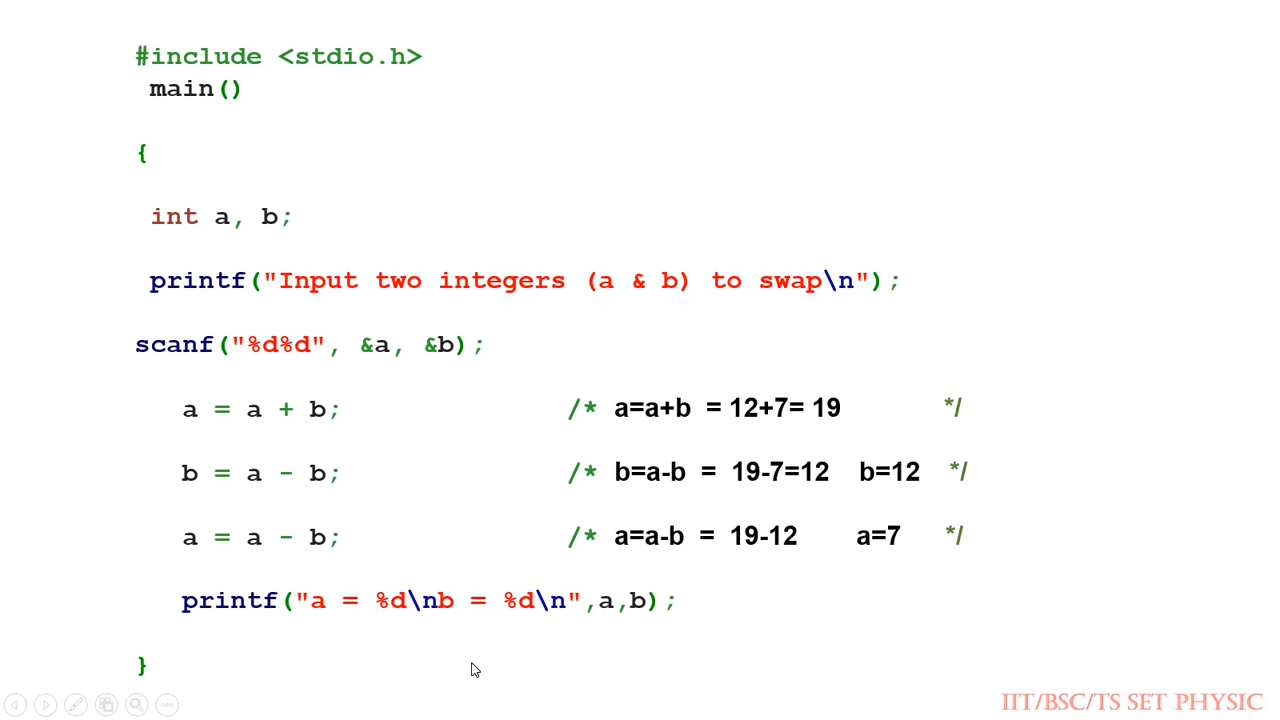 #include <stdio.h>
main()
{
int a, b;
printf("Input two integers (a & b) to swap\n");
scanf("%d%d", &a, &b);
a = a + b; /* a=a+b = 12+7= 19 */
b = a - b; /* b=a-b = 19-7=12 b=12 */
a = a - b; /* a=a-b = 19-12 a=7 */
printf("a = %d\nb = %d\n",a,b);
}
IIT/BSC/TS SET PHYSIC